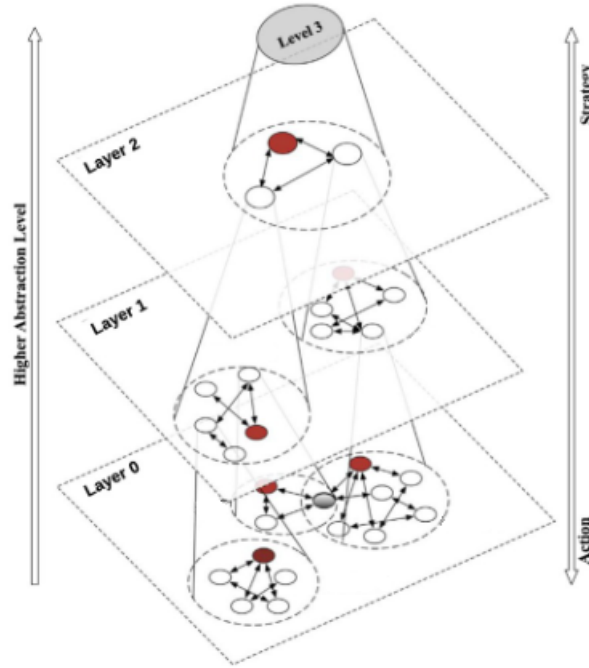 Level 3
Strategy
Layer 2
Higher Abstraction Level
Layer 1
Layer 0
Action